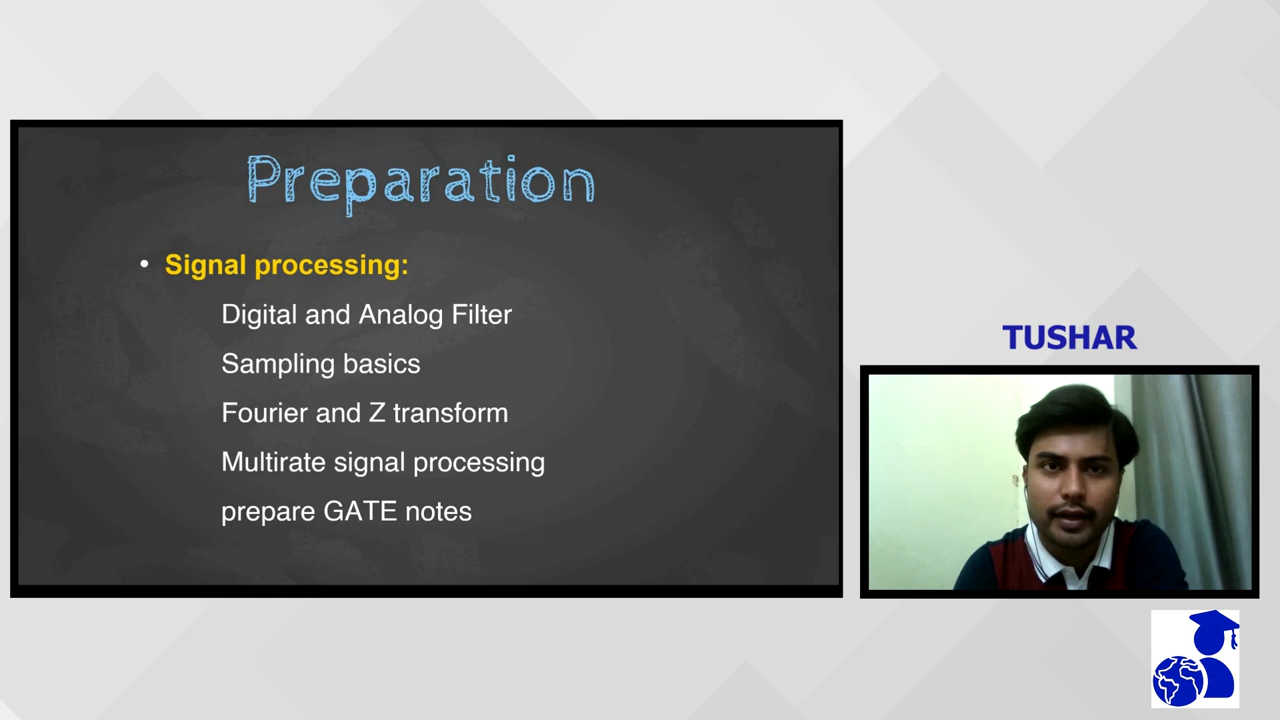 Preparation
• Signal processing:
Digital and Analog Filter
Sampling basics
Fourier and Z transform
Multirate signal processing
prepare GATE notes
TUSHAR